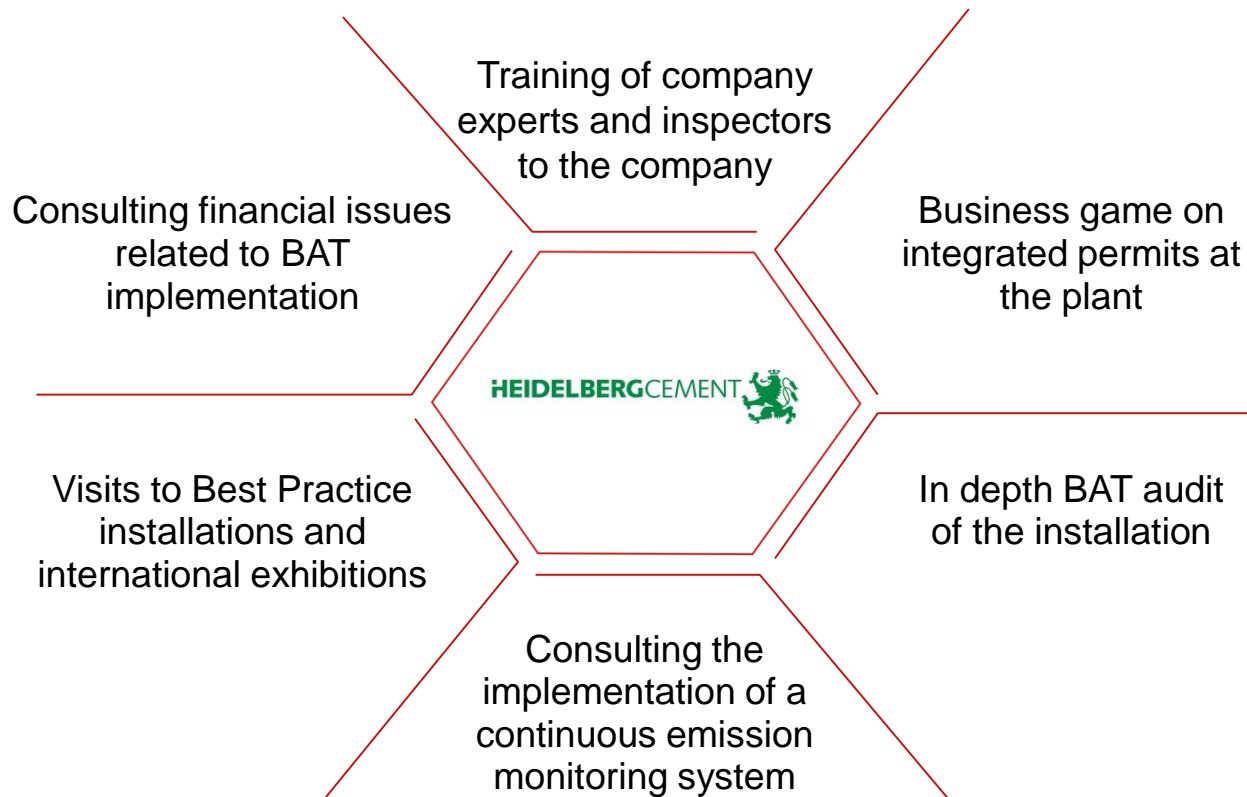 Training of company
experts and inspectors
to the company
Consulting financial issues
related to BAT
implementation
Business game on
integrated permits at
the plant
HEIDELBERGCEMENT
Visits to Best Practice
installations and
international exhibitions
In depth BAT audit
of the installation
Consulting the
implementation of a
continuous emission
monitoring system